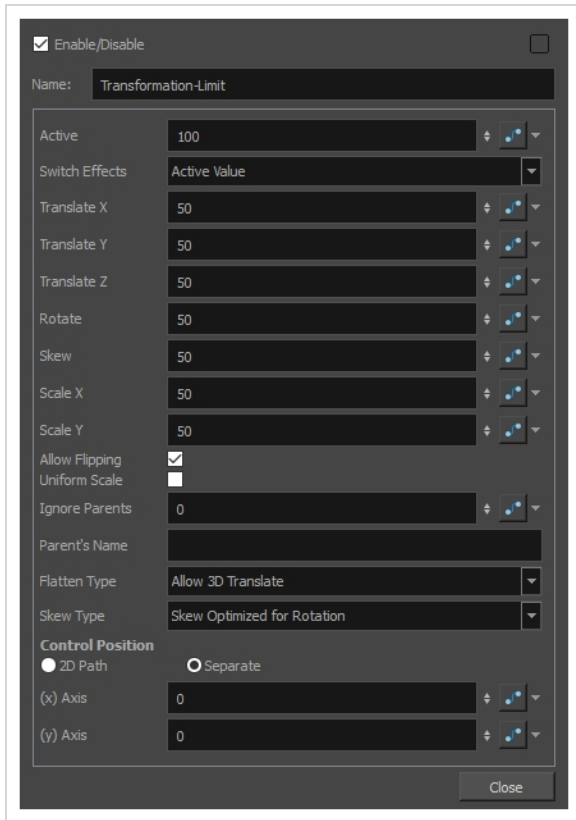 Enable/Disable
Name: Transformation-Limit
Active 100
Switch Effects Active Value
Translate X 50
Translate Y 50
Translate Z 50
Rotate 50
Skew 50
Scale X 50
Scale Y 50
Allow Flipping
Uniform Scale
Ignore Parents 0
Parent's Name
Flatten Type Allow 3D Translate
Skew Type Skew Optimized for Rotation
Control Position
2D Path Separate
(x) Axis 0
(y) Axis 0
Close